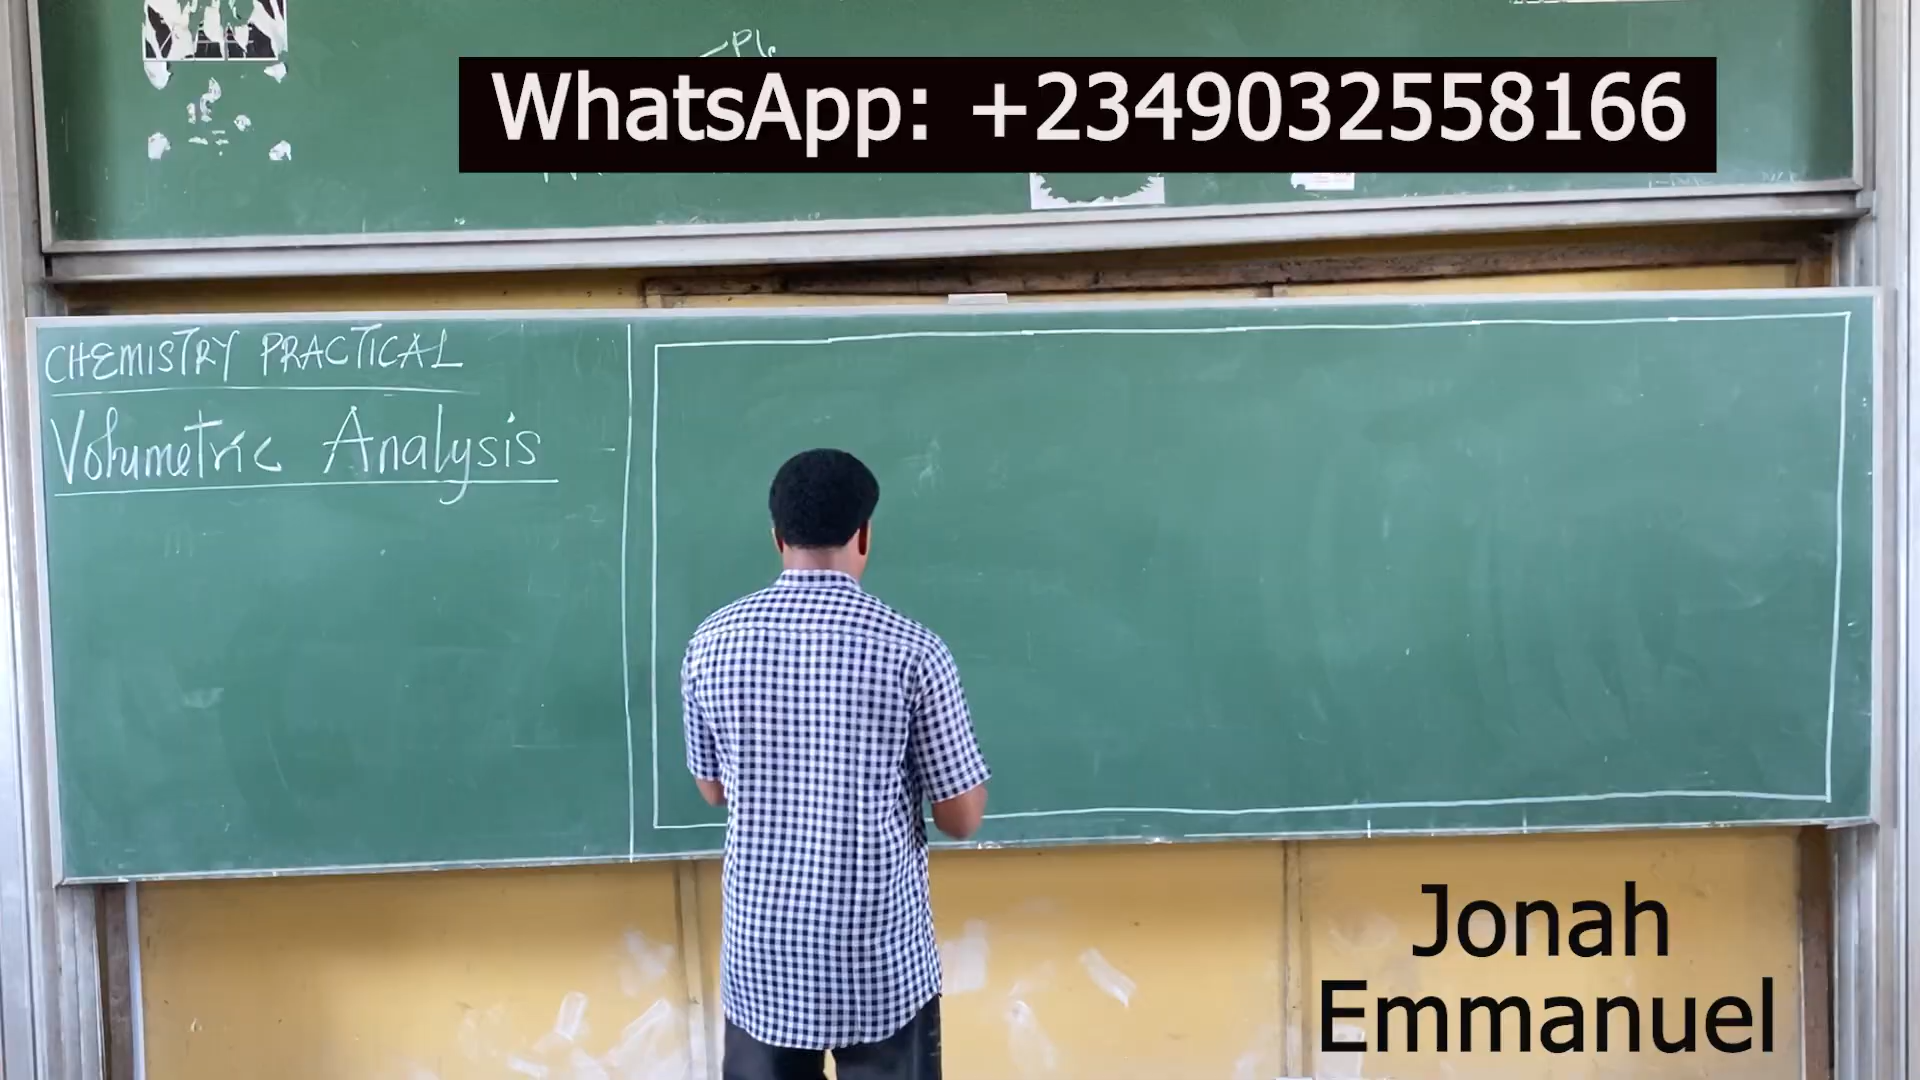 WhatsApp: +2349032558166
CHEMISTRY PRACTICAL
Volumetric Analysis
Jonah
Emmanuel